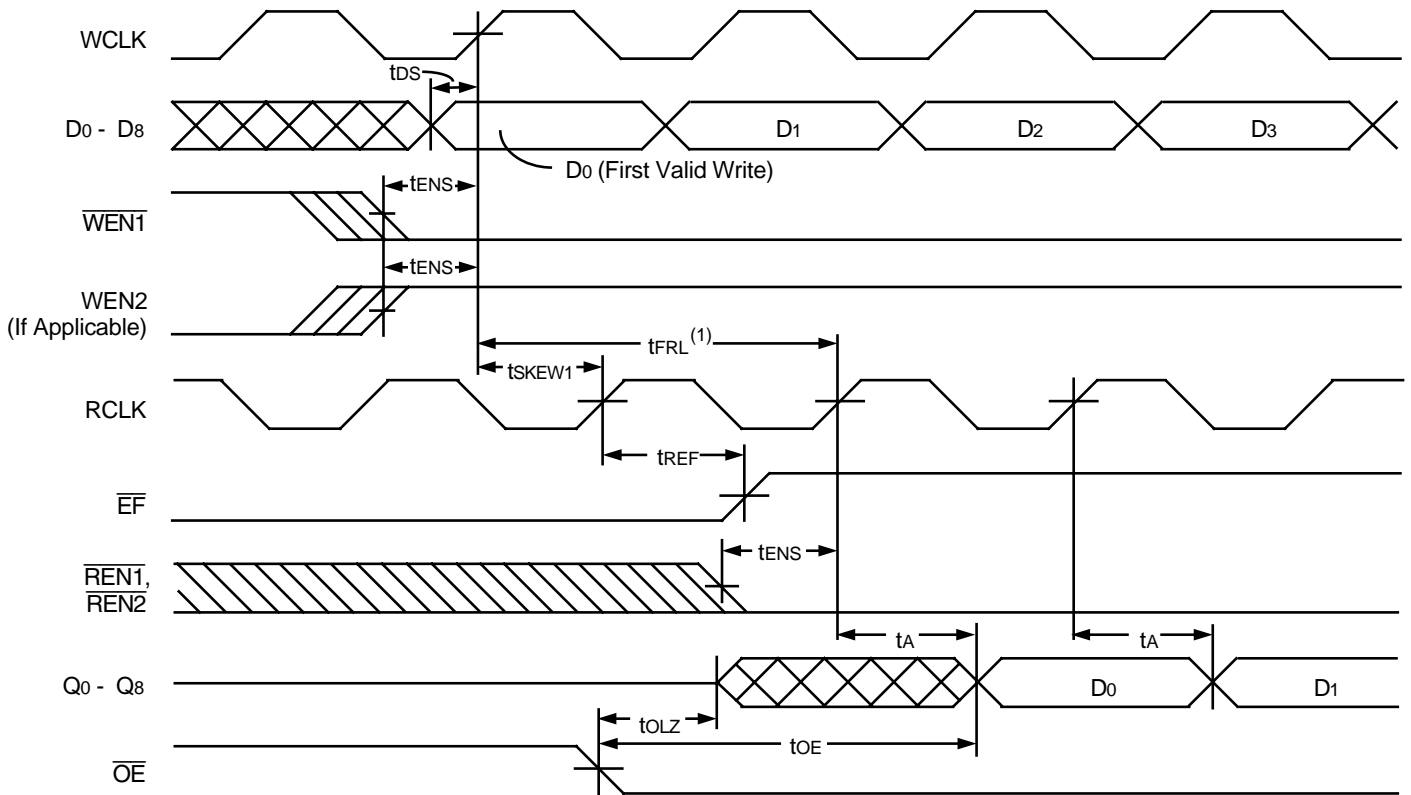 WCLK
tDS
D0 - D8
D1
D2
D3
D0 (First Valid Write)
tENS
WEN1
tENS
WEN2
(If Applicable)
tFRL(1)
tSKEW1
RCLK
tREF
EF
tENS
REN1,
REN2
tA
tA
Q0 - Q8
D0
D1
tOLZ
tOE
OE